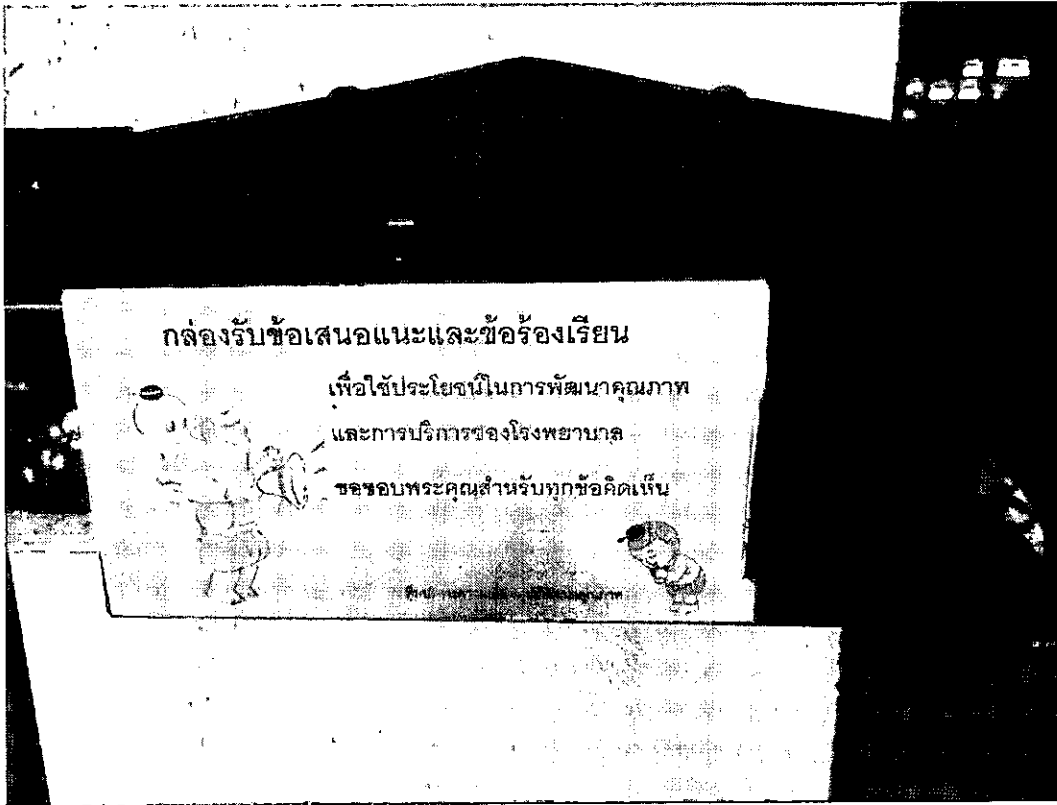 กล่องรับข้อเสนอแนะและข้อร้องเรียน
เพื่อใช้ประโยชน์ในการพัฒนาคุณภาพ
และการบริการของโรงพยาบาล
ขอขอบพระคุณสำหรับทุกข้อคิดเห็น